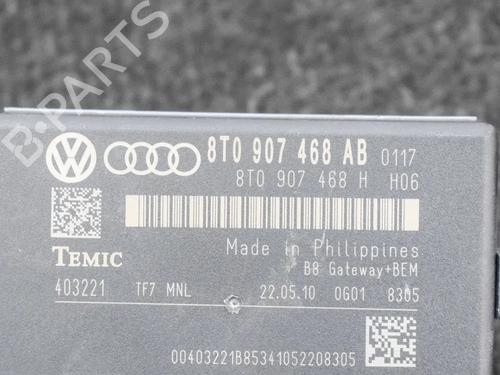 B-PARTS
8T0 907 468 AB 0117
8T0 907 468 H H06
TEMIC
Made in Philippines
B8 Gateway+BEM
403221 TF7 MNL 22.05.10 0G01 8305
00403221B85341052208305